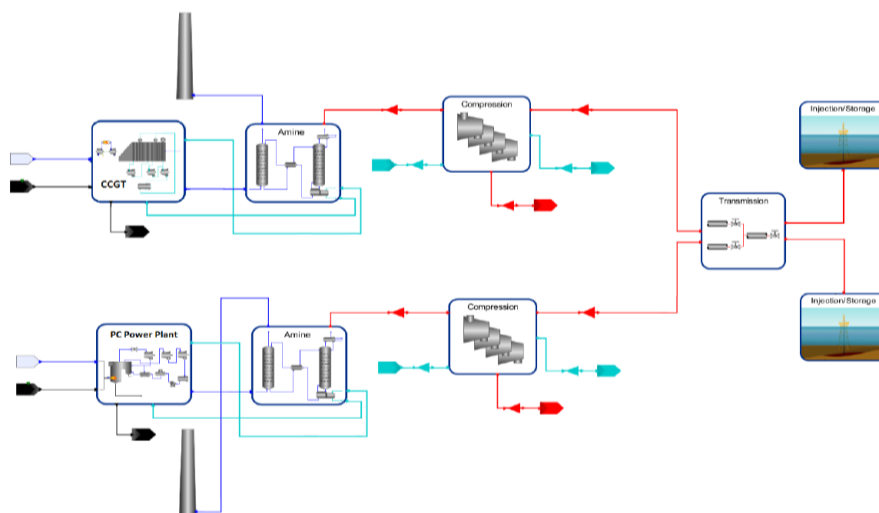 Compression
Injection/Storage
Amine
CCGT
Transmission
Injection/Storage
Compression
PC Power Plant
Amine